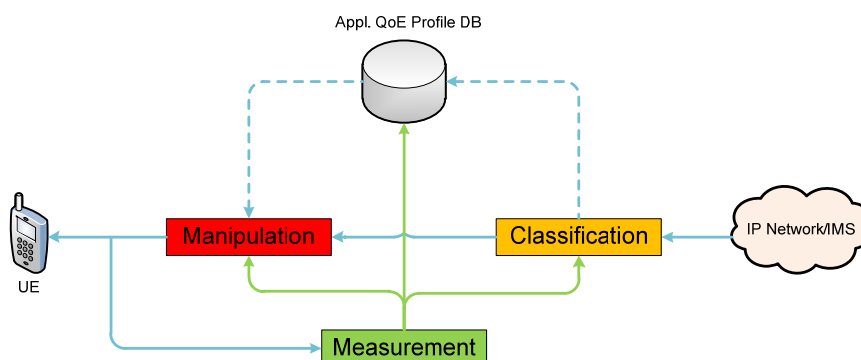 Appl. QoE Profile DB
Manipulation
Classification
IP Network/IMS
UE
Measurement